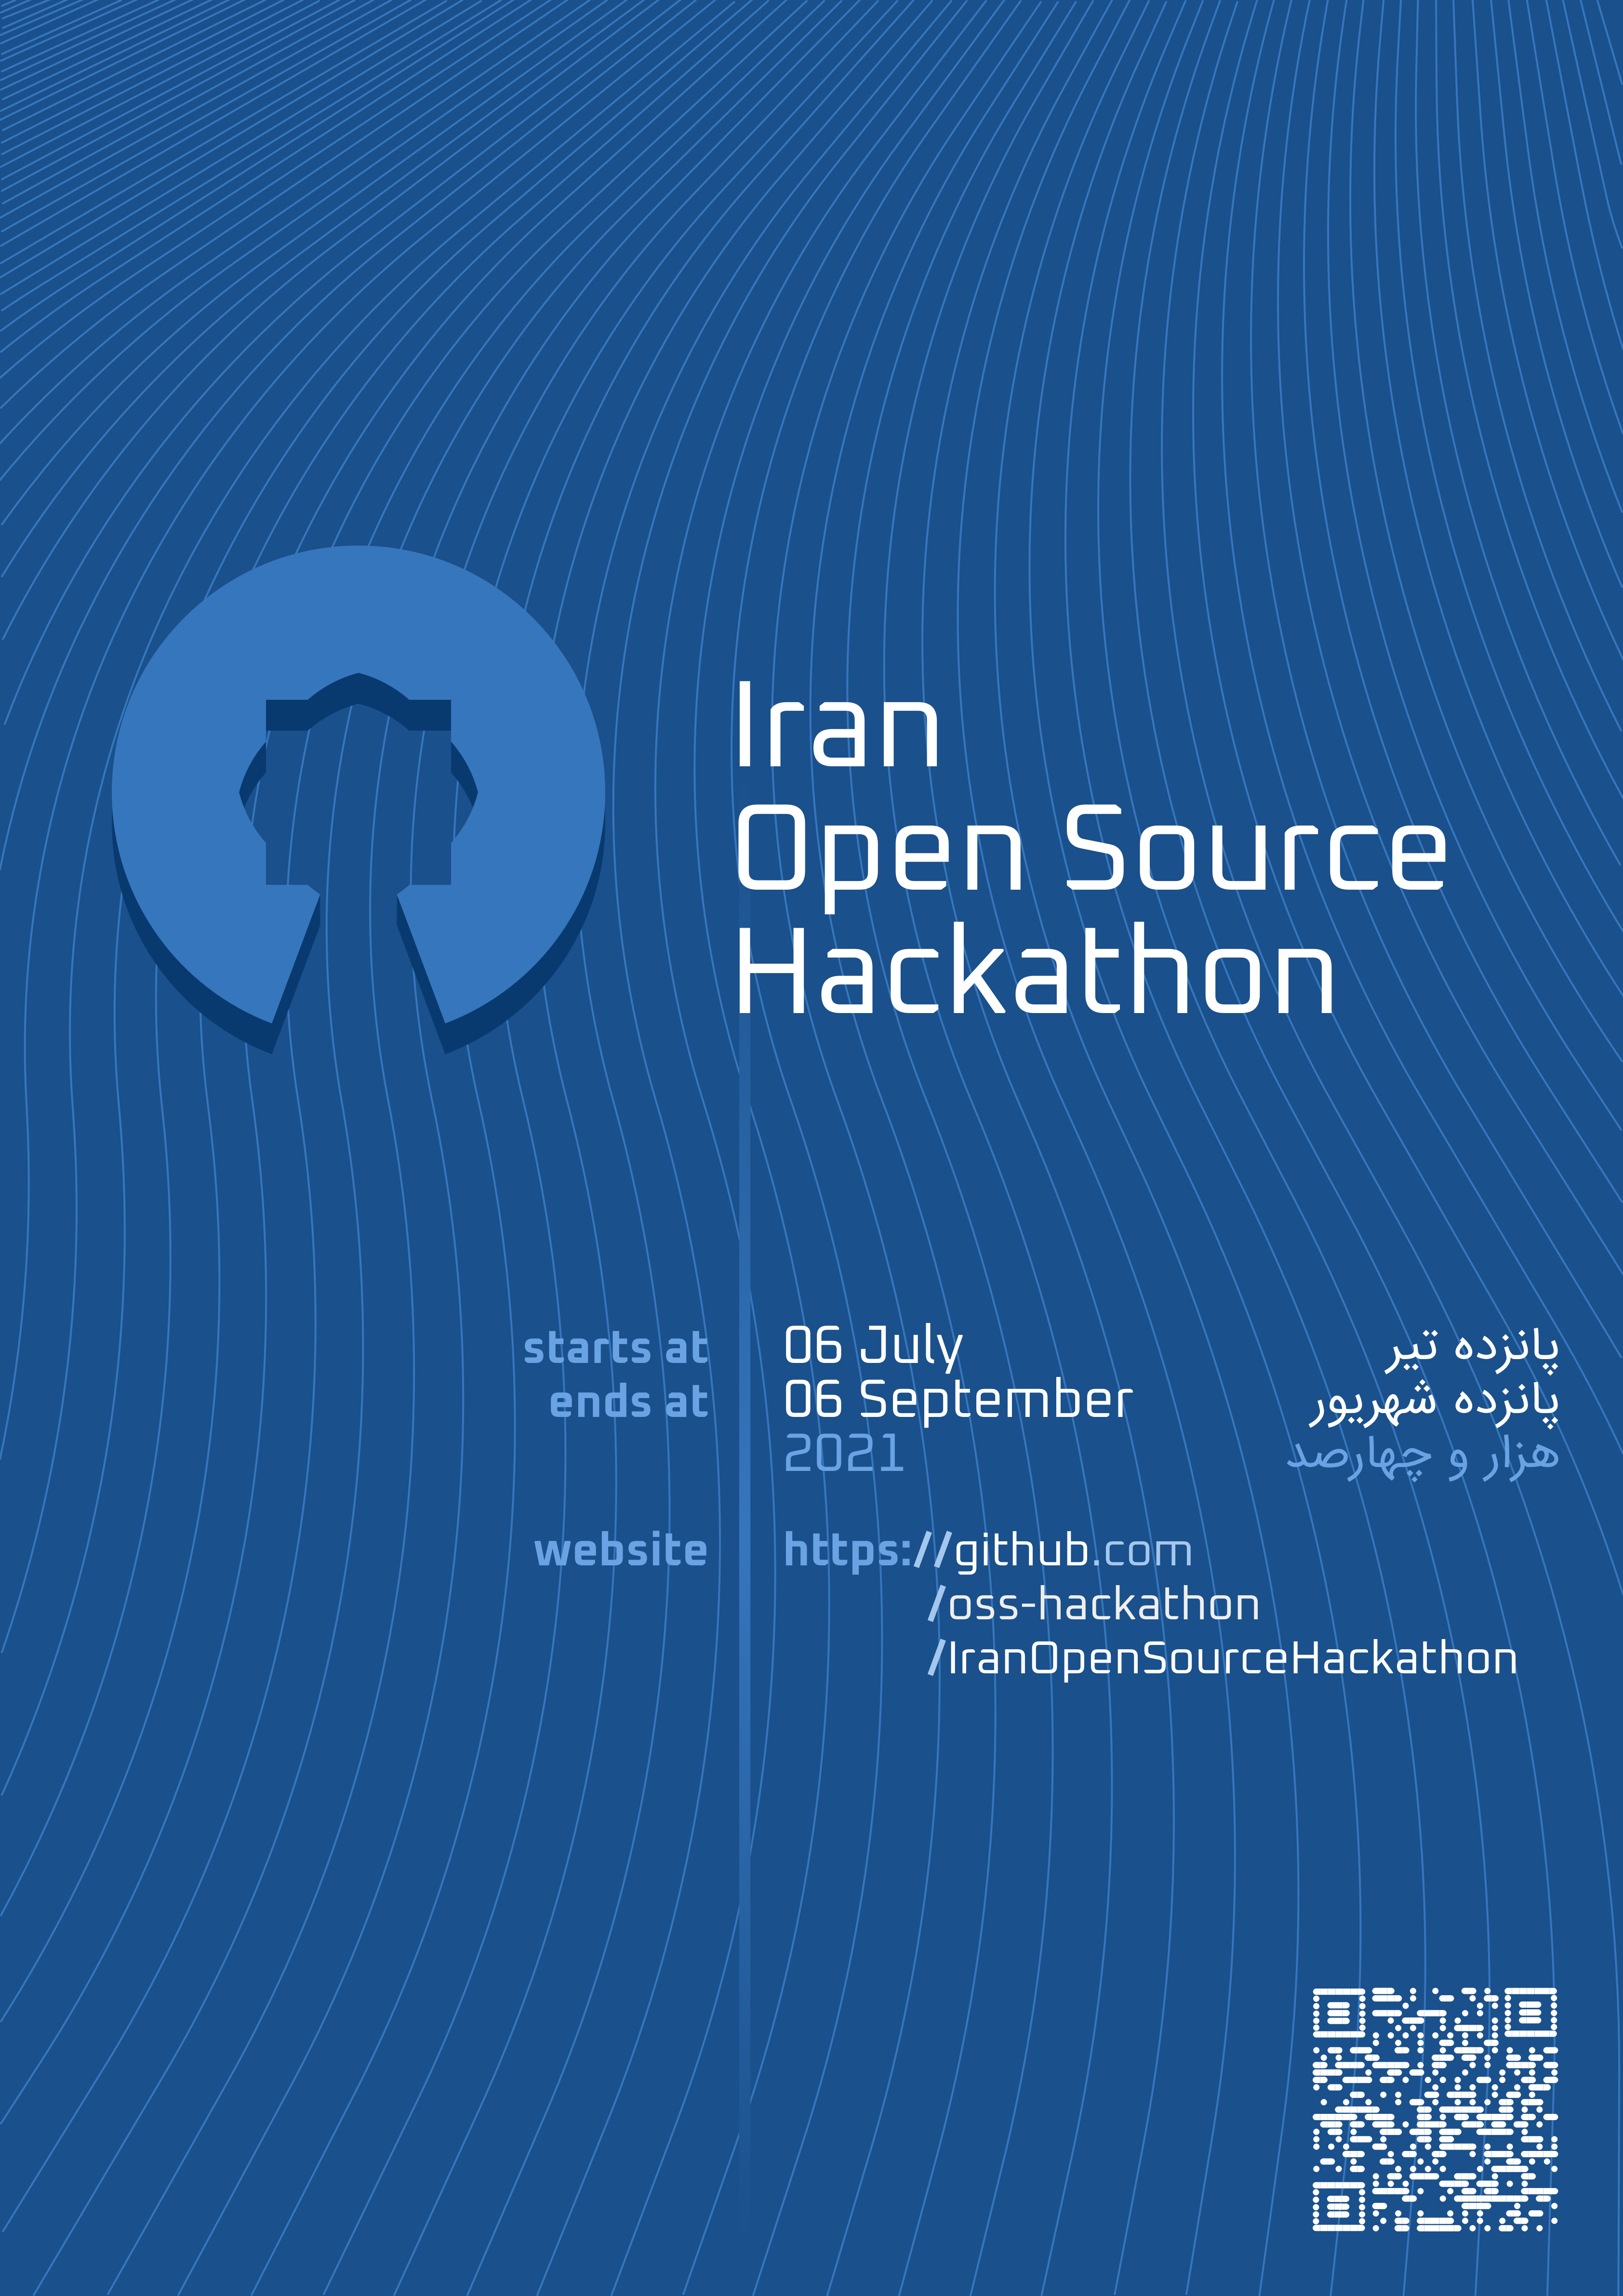 Iran
Open Source
Hackathon
starts at 06 July پانزده تیر
ends at 06 September پانزده شهریور
2021 هزار و چهارصد
website https://github.com
/oss-hackathon
/IranOpenSourceHackathon